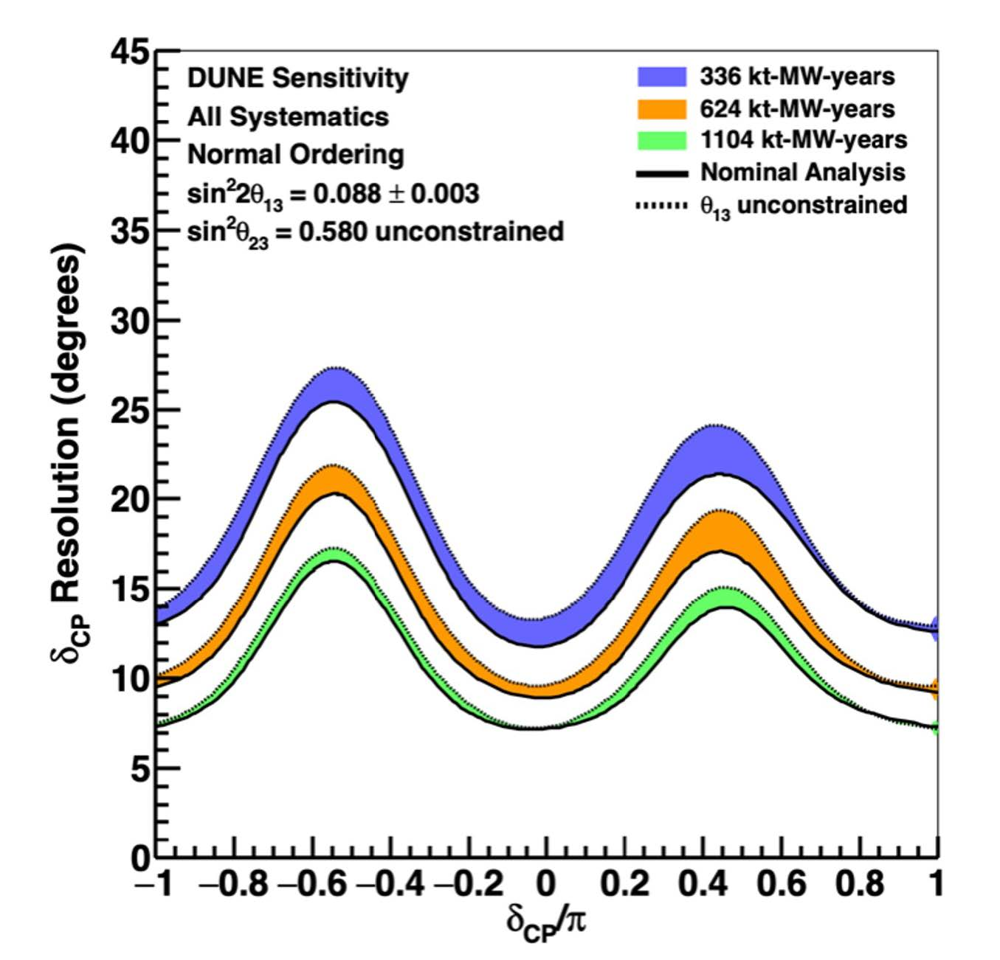 45
40
35
30
25
20
15
10
5
0
δCP Resolution (degrees)
DUNE Sensitivity
All Systematics
Normal Ordering
sin²2θ13 = 0.088 ± 0.003
sin²θ23 = 0.580 unconstrained
336 kt-MW-years
624 kt-MW-years
1104 kt-MW-years
Nominal Analysis
θ13 unconstrained
−1 −0.8 −0.6 −0.4 −0.2 0 0.2 0.4 0.6 0.8 1
δCP/π